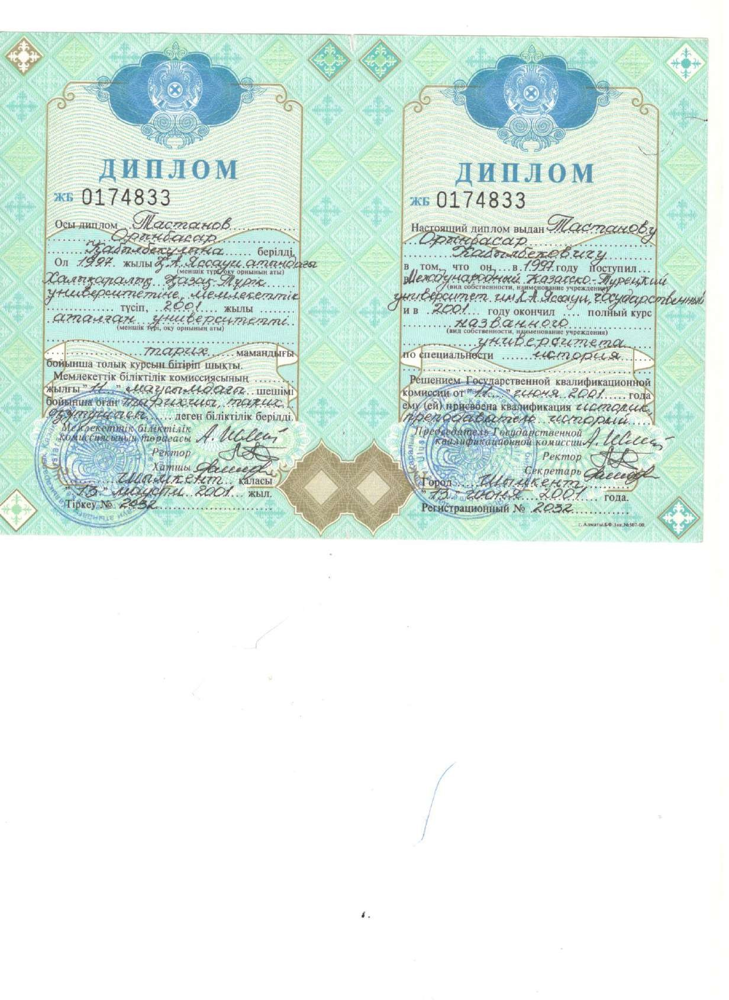 ДИПЛОМ
ЖБ 0174833
Осы диплом Тастанов
Орынбасар
Қабылбекұлына берілді.
Ол 1997 жылы Қ.А.Яссауи атындағы
(меншік түрі, оқу орнының аты)
Халықаралық Қазақ-Түрік
университетіне, мемлекеттік
түсіп, 2001 жылы
аталған университетті
(меншік түрі, оқу орнының аты)
тарих мамандығы
бойынша толық курсын бітіріп шықты.
Мемлекеттік біліктілік комиссиясының
жылғы "11" маусымдағы шешімі
бойынша оған тарихшы, тарих
оқутушысы деген біліктілік берілді.
Мемлекеттік біліктілік
комиссиясының төрағасы
Ректор
Хатшы
Шымкент қаласы
"13" маусым 2001 жыл.
Тіркеу № 2032
ДИПЛОМ
ЖБ 0174833
Настоящий диплом выдан Тастанову
Орынбасар
Кабылбековичу
в том, что он в 1997 году поступил
в Международный Казахско-Турецкий
(вид собственности, наименование учреждения)
университет им.Х.А.Яссауи, государственный
и в 2001 году окончил полный курс
названного
(вид собственности, наименование учреждения)
университета
по специальности история
Решением Государственной квалификационной
комиссии от "11" июня 2001 года
ему (ей) присвоена квалификация историк,
преподаватель историй
Председатель Государственной
квалификационной комиссии
Ректор
Секретарь
Город Шымкент
"13" июня 2001 года.
Регистрационный № 2032
г. Алматы.БФ.Зак.№507-00.